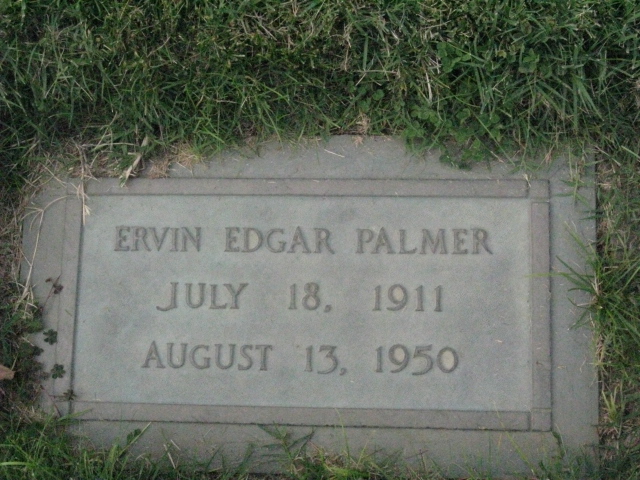 ERVIN EDGAR PALMER
JULY 18, 1911
AUGUST 13, 1950